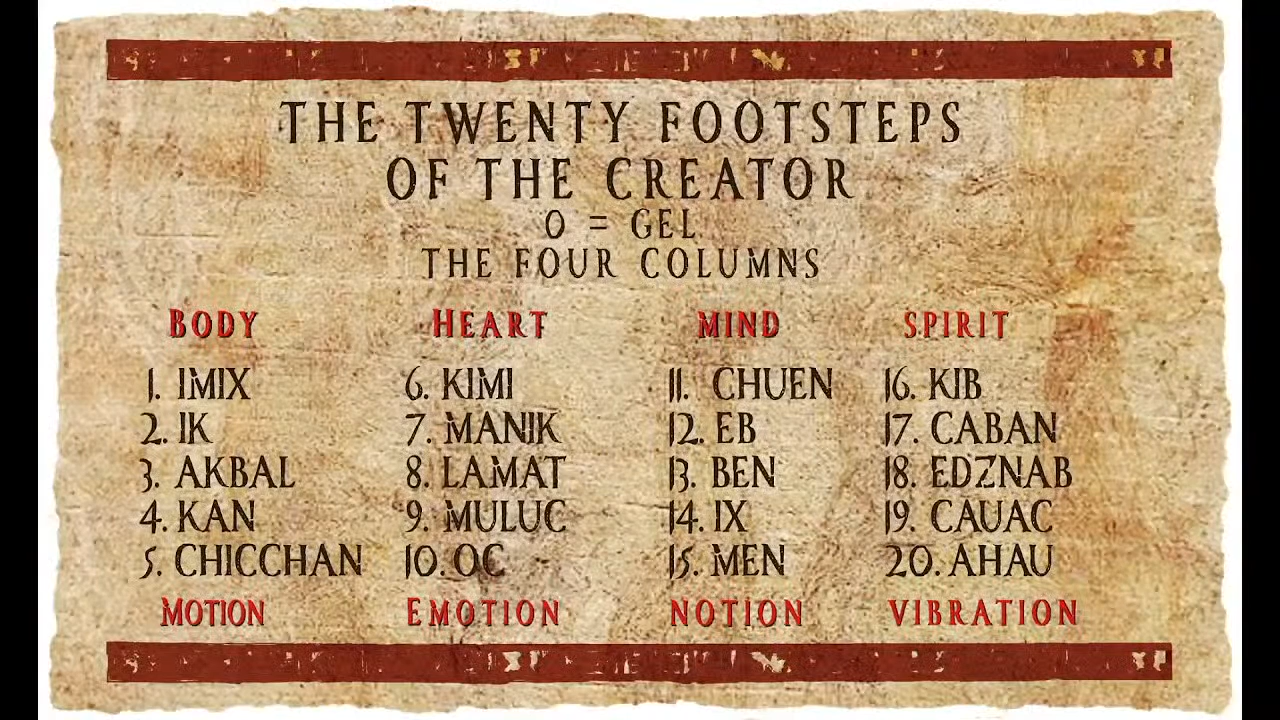 THE TWENTY FOOTSTEPS
OF THE CREATOR
0 = GEL
THE FOUR COLUMNS
BODY HEART MIND SPIRIT
1. IMIX 6. KIMI 11. CHUEN 16. KIB
2. IK 7. MANIK 12. EB 17. CABAN
3. AKBAL 8. LAMAT 13. BEN 18. EDZNAB
4. KAN 9. MULUC 14. IX 19. CAUAC
5. CHICCHAN 10. OC 15. MEN 20. AHAU
MOTION EMOTION NOTION VIBRATION